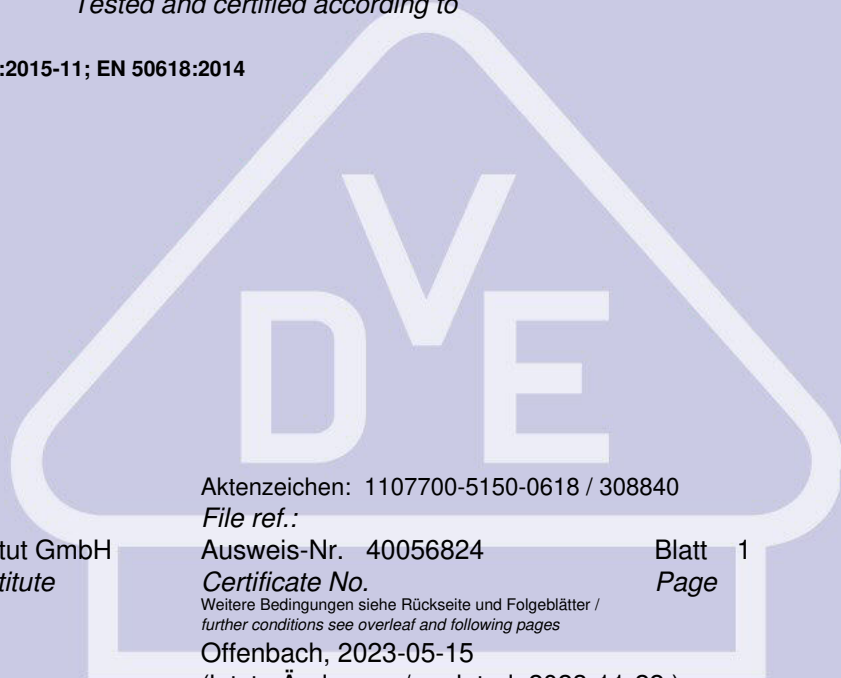 Tested and certified according to
:2015-11; EN 50618:2014
DVE
Aktenzeichen: 1107700-5150-0618 / 308840
File ref.:
tut GmbH Ausweis-Nr. 40056824 Blatt 1
titute Certificate No. Page
Weitere Bedingungen siehe Rückseite und Folgeblätter /
further conditions see overleaf and following pages
Offenbach, 2023-05-15